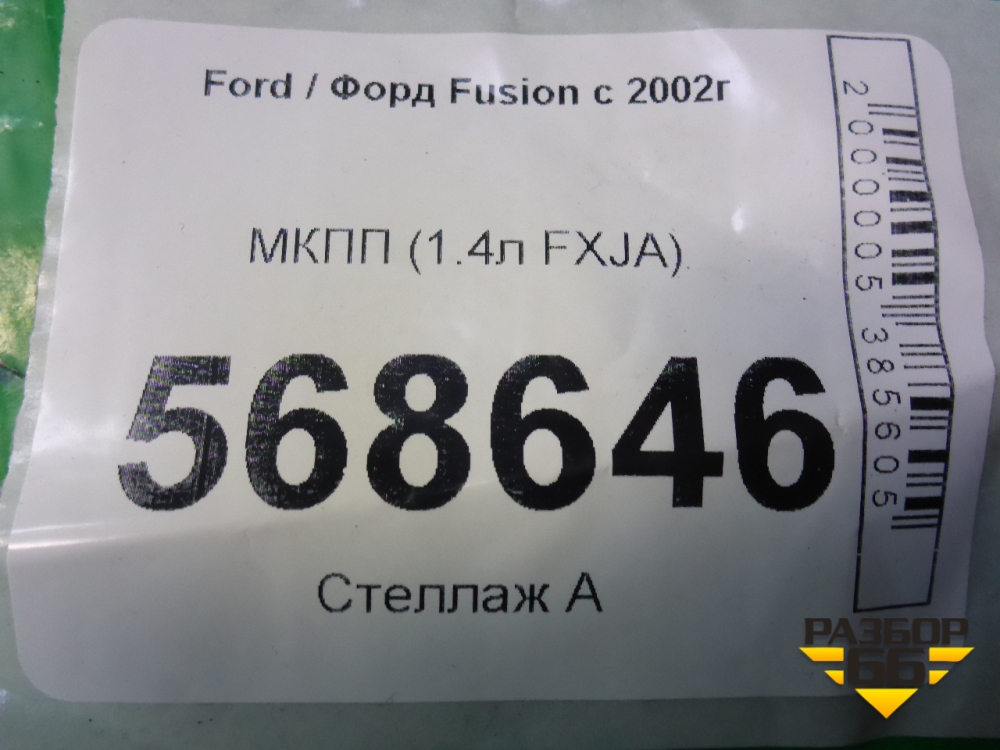 Ford / Форд Fusion с 2002г
МКПП (1.4л FXJA)
568646
Стеллаж А
2000005385605
РАЗБОР
66